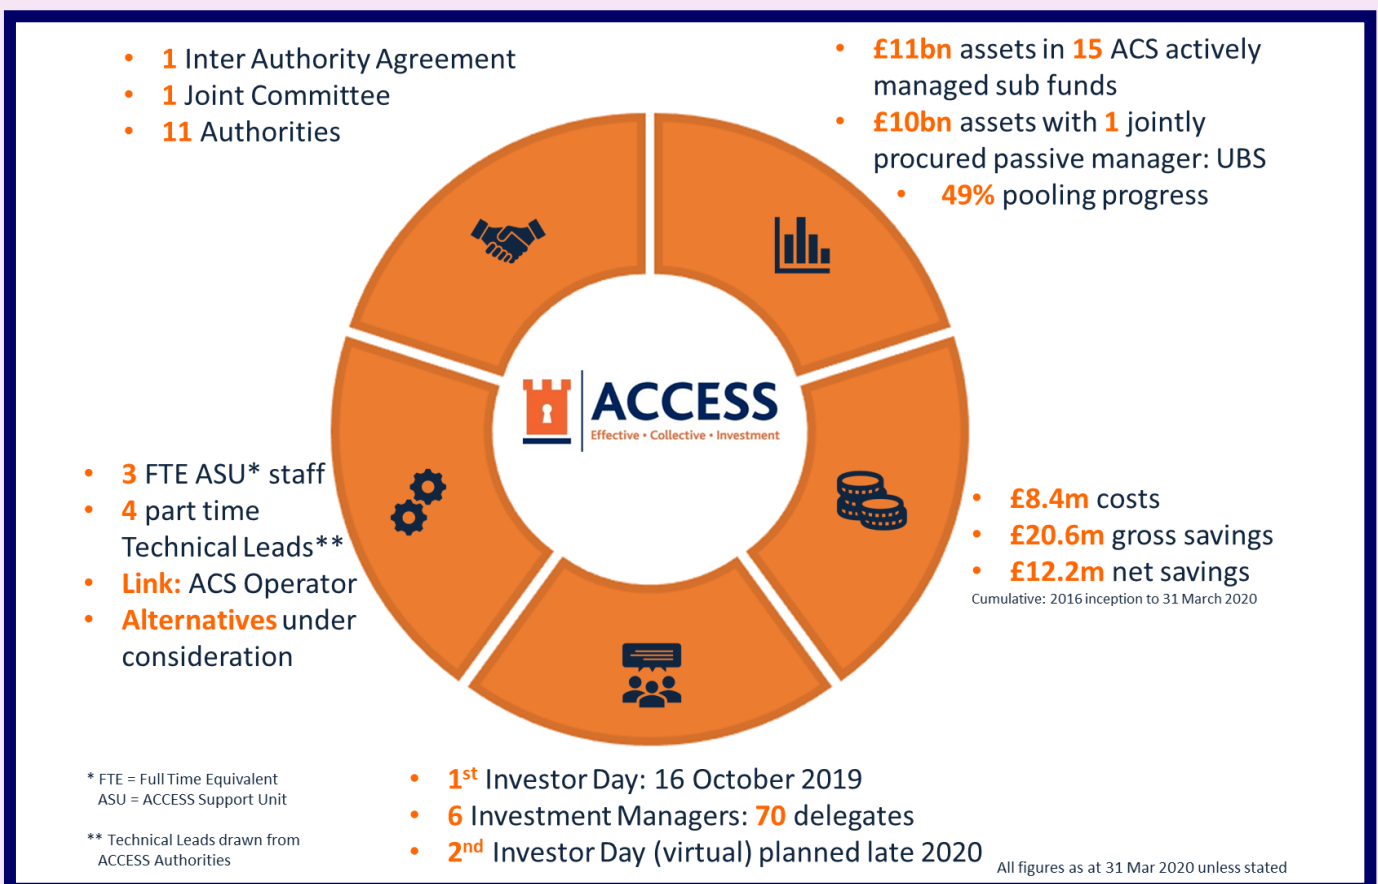 • 1 Inter Authority Agreement
• 1 Joint Committee
• 11 Authorities
• £11bn assets in 15 ACS actively
managed sub funds
• £10bn assets with 1 jointly
procured passive manager: UBS
• 49% pooling progress
ACCESS
Effective • Collective • Investment
• 3 FTE ASU* staff
• 4 part time
Technical Leads**
• Link: ACS Operator
• Alternatives under
consideration
• £8.4m costs
• £20.6m gross savings
• £12.2m net savings
Cumulative: 2016 inception to 31 March 2020
* FTE = Full Time Equivalent
ASU = ACCESS Support Unit
** Technical Leads drawn from
ACCESS Authorities
• 1st Investor Day: 16 October 2019
• 6 Investment Managers: 70 delegates
• 2nd Investor Day (virtual) planned late 2020
All figures as at 31 Mar 2020 unless stated